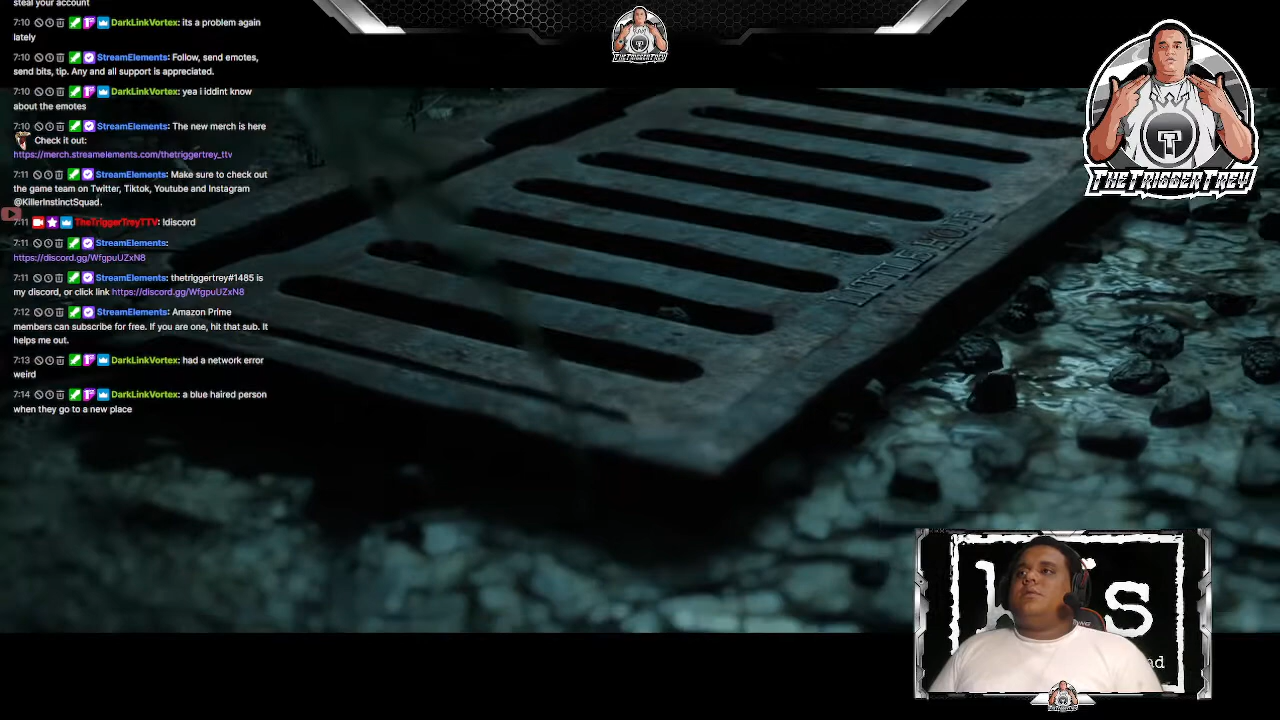 steal your account
7:10 DarkLinkVortex: its a problem again
lately
7:10 StreamElements: Follow, send emotes,
send bits, tip. Any and all support is appreciated.
7:10 DarkLinkVortex: yea i iddint know
about the emotes
7:10 StreamElements: The new merch is here
Check it out:
https://merch.streamelements.com/thetriggertrey_ttv
7:11 StreamElements: Make sure to check out
the game team on Twitter, Tiktok, Youtube and Instagram
@KillerInstinctSquad.
7:11 TheTriggerTreyTTV: !discord
7:11 StreamElements:
https://discord.gg/WfgpuUZxN8
7:11 StreamElements: thetriggertrey#1485 is
my discord, or click link https://discord.gg/WfgpuUZxN8
7:12 StreamElements: Amazon Prime
members can subscribe for free. If you are one, hit that sub. It
helps me out.
7:13 DarkLinkVortex: had a network error
weird
7:14 DarkLinkVortex: a blue haired person
when they go to a new place
THETRIGGERTREY
T
THETRIGGERTREY
LITTLE HOPE